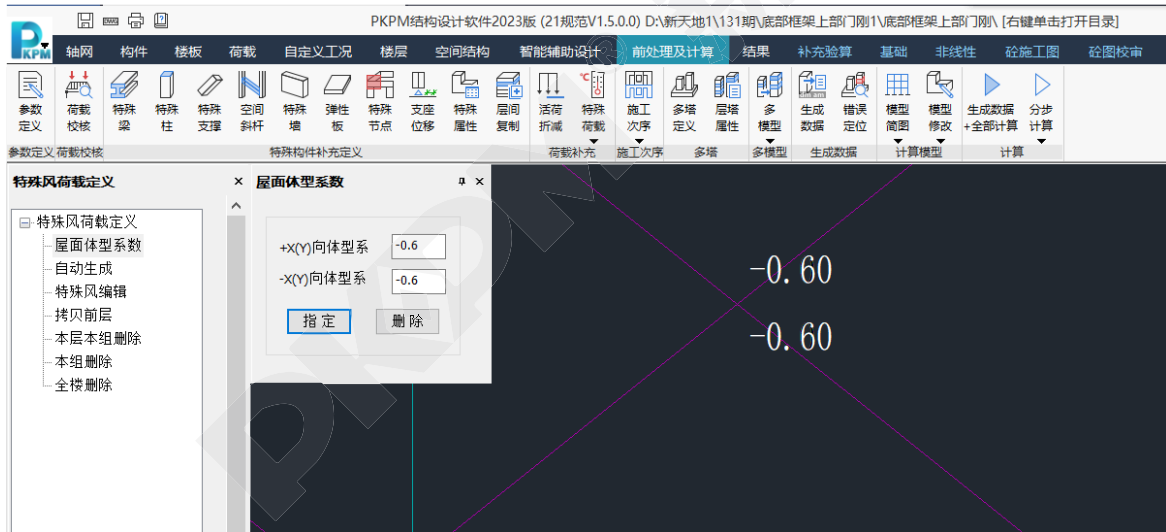 PKPM结构设计软件2023版 (21规范V1.5.0.0) D:\新天地1\131期\底部框架上部门刚1\底部框架上部门刚\ [右键单击打开目录]
PKPM 轴网 构件 楼板 荷载 自定义工况 楼层 空间结构 智能辅助设计 前处理及计算 结果 补充验算 基础 非线性 砼施工图 砼图校审
参数 荷载 特殊 特殊 特殊 空间 特殊 弹性 特殊 支座 特殊 层间 活荷 特殊 施工 多塔 层塔 多 生成 错误 模型 模型 生成数据 分步
定义 校核 梁 柱 支撑 斜杆 墙 板 节点 位移 属性 复制 折减 荷载 次序 定义 属性 模型 数据 定位 简图 修改 +全部计算 计算
参数定义 荷载校核 特殊构件补充定义 荷载补充 施工次序 多塔 多模型 生成数据 计算模型 计算
特殊风荷载定义
特殊风荷载定义
屋面体型系数
自动生成
特殊风编辑
拷贝前层
本层本组删除
本组删除
全楼删除
屋面体型系数
+X(Y)向体型系 -0.6
-X(Y)向体型系 -0.6
指定 删除
-0.60
-0.60
PKPM